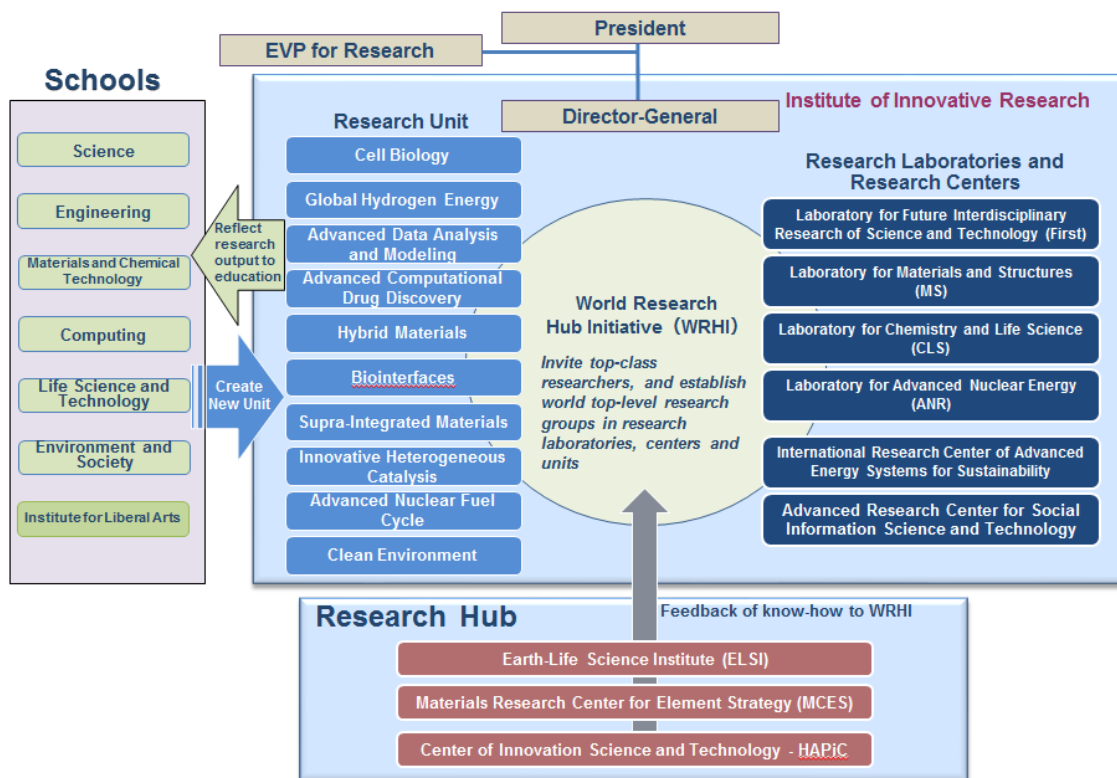 President
EVP for Research
Director-General
Schools
Science
Engineering
Materials and Chemical
Technology
Computing
Life Science and
Technology
Environment and
Society
Institute for Liberal Arts
Reflect
research
output to
education
Create
New Unit
Institute of Innovative Research
Research Unit
Cell Biology
Global Hydrogen Energy
Advanced Data Analysis
and Modeling
Advanced Computational
Drug Discovery
Hybrid Materials
Biointerfaces
Supra-Integrated Materials
Innovative Heterogeneous
Catalysis
Advanced Nuclear Fuel
Cycle
Clean Environment
World Research
Hub Initiative（WRHI）
Invite top-class
researchers, and establish
world top-level research
groups in research
laboratories, centers and
units
Research Laboratories and
Research Centers
Laboratory for Future Interdisciplinary
Research of Science and Technology (First)
Laboratory for Materials and Structures
(MS)
Laboratory for Chemistry and Life Science
(CLS)
Laboratory for Advanced Nuclear Energy
(ANR)
International Research Center of Advanced
Energy Systems for Sustainability
Advanced Research Center for Social
Information Science and Technology
Research Hub
Feedback of know-how to WRHI
Earth-Life Science Institute (ELSI)
Materials Research Center for Element Strategy (MCES)
Center of Innovation Science and Technology - HAPiC